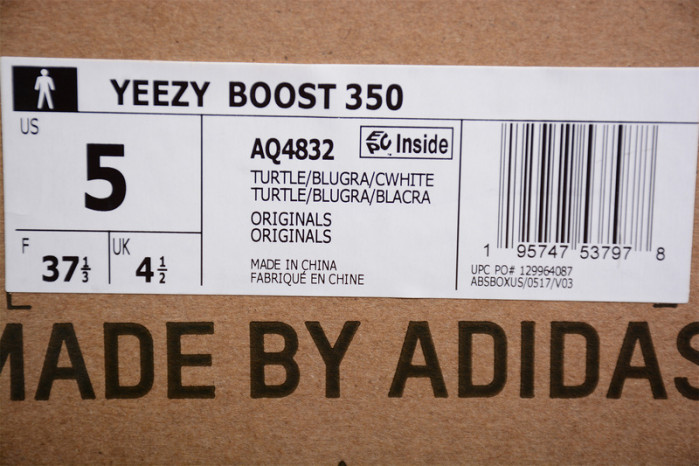 YEEZY BOOST 350
US
5
F 37⅓
UK 4½
AQ4832
EPC Inside
TURTLE/BLUGRA/CWHITE
TURTLE/BLUGRA/BLACRA
ORIGINALS
ORIGINALS
MADE IN CHINA
FABRIQUÉ EN CHINE
1 95747 53797 8
UPC PO# 129964087
ABSBOXUS/0517/V03
MADE BY ADIDAS